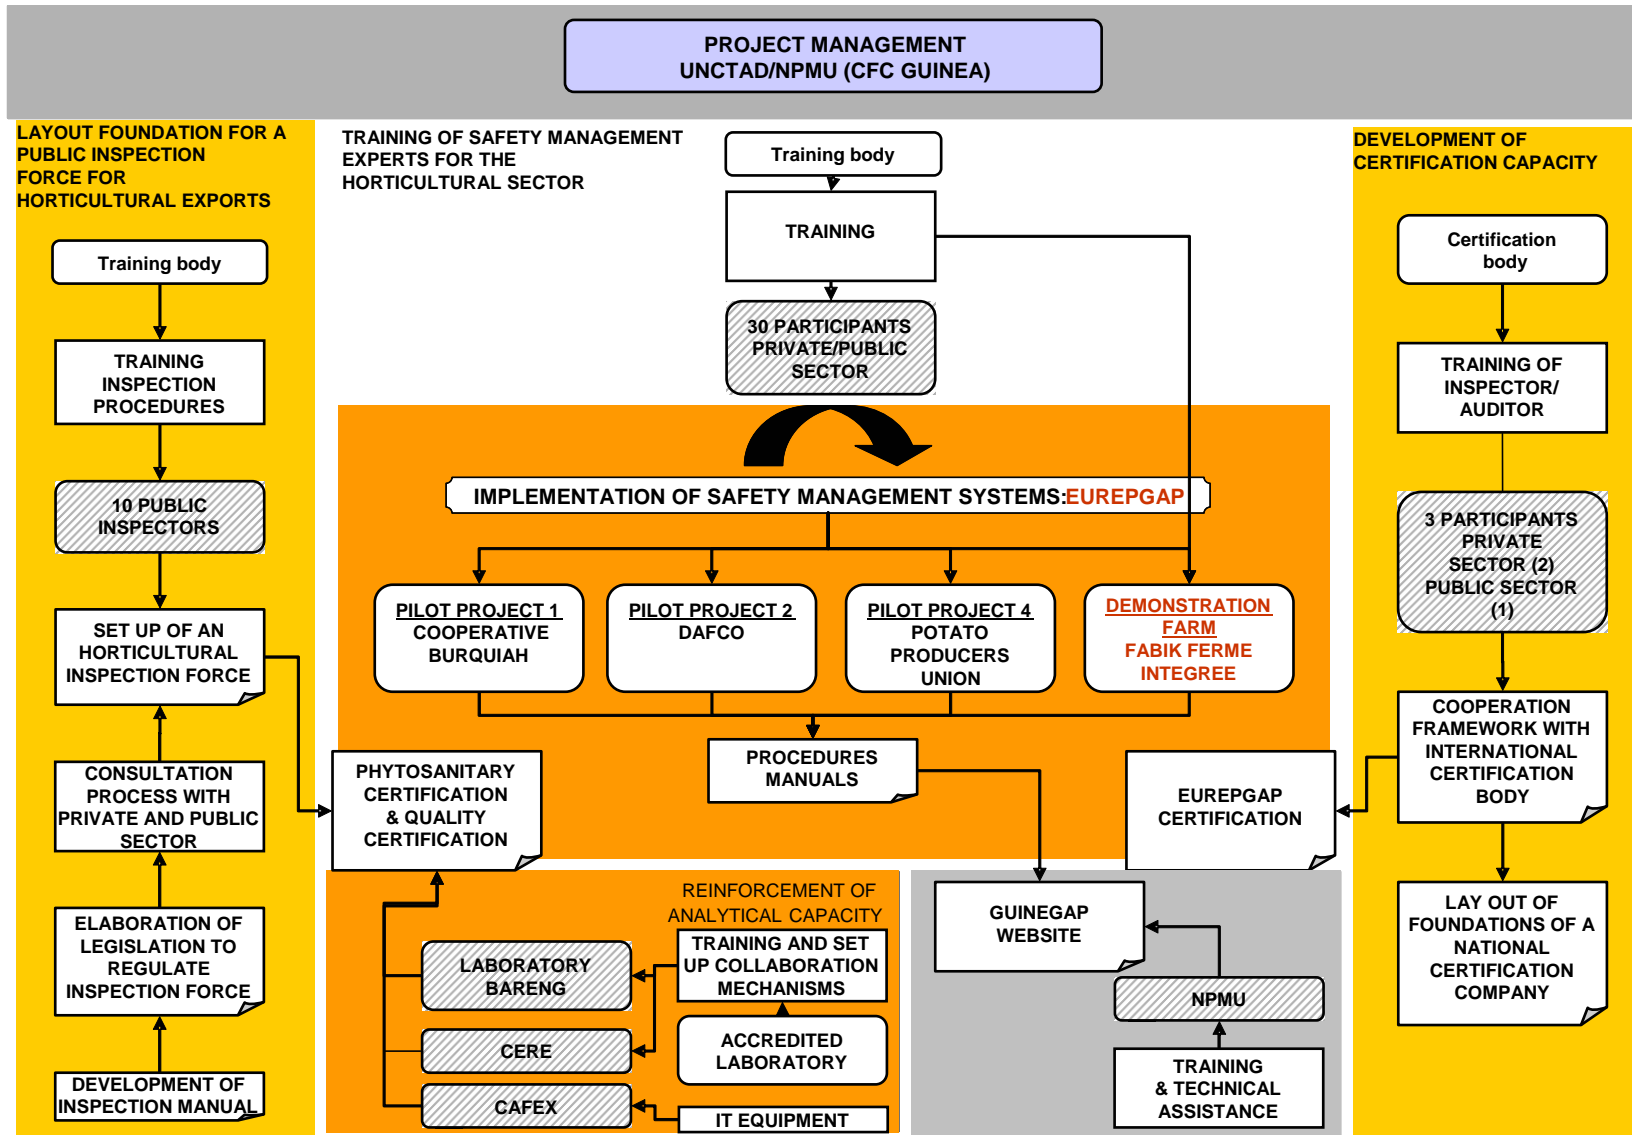 PROJECT MANAGEMENT
UNCTAD/NPMU (CFC GUINEA)
LAYOUT FOUNDATION FOR A
PUBLIC INSPECTION
FORCE FOR
HORTICULTURAL EXPORTS
Training body
TRAINING
INSPECTION
PROCEDURES
10 PUBLIC
INSPECTORS
SET UP OF AN
HORTICULTURAL
INSPECTION FORCE
CONSULTATION
PROCESS WITH
PRIVATE AND PUBLIC
SECTOR
ELABORATION OF
LEGISLATION TO
REGULATE
INSPECTION FORCE
DEVELOPMENT OF
INSPECTION MANUAL
TRAINING OF SAFETY MANAGEMENT
EXPERTS FOR THE
HORTICULTURAL SECTOR
Training body
TRAINING
30 PARTICIPANTS
PRIVATE/PUBLIC
SECTOR
IMPLEMENTATION OF SAFETY MANAGEMENT SYSTEMS:EUREPGAP
PILOT PROJECT 1
COOPERATIVE
BURQUIAH
PILOT PROJECT 2
DAFCO
PILOT PROJECT 4
POTATO
PRODUCERS
UNION
DEMONSTRATION
FARM
FABIK FERME
INTEGREE
PROCEDURES
MANUALS
PHYTOSANITARY
CERTIFICATION
& QUALITY
CERTIFICATION
EUREPGAP
CERTIFICATION
REINFORCEMENT OF
ANALYTICAL CAPACITY
LABORATORY
BARENG
CERE
CAFEX
TRAINING AND SET
UP COLLABORATION
MECHANISMS
ACCREDITED
LABORATORY
IT EQUIPMENT
GUINEGAP
WEBSITE
NPMU
TRAINING
& TECHNICAL
ASSISTANCE
DEVELOPMENT OF
CERTIFICATION CAPACITY
Certification
body
TRAINING OF
INSPECTOR/
AUDITOR
3 PARTICIPANTS
PRIVATE
SECTOR (2)
PUBLIC SECTOR
(1)
COOPERATION
FRAMEWORK WITH
INTERNATIONAL
CERTIFICATION
BODY
LAY OUT OF
FOUNDATIONS OF A
NATIONAL
CERTIFICATION
COMPANY